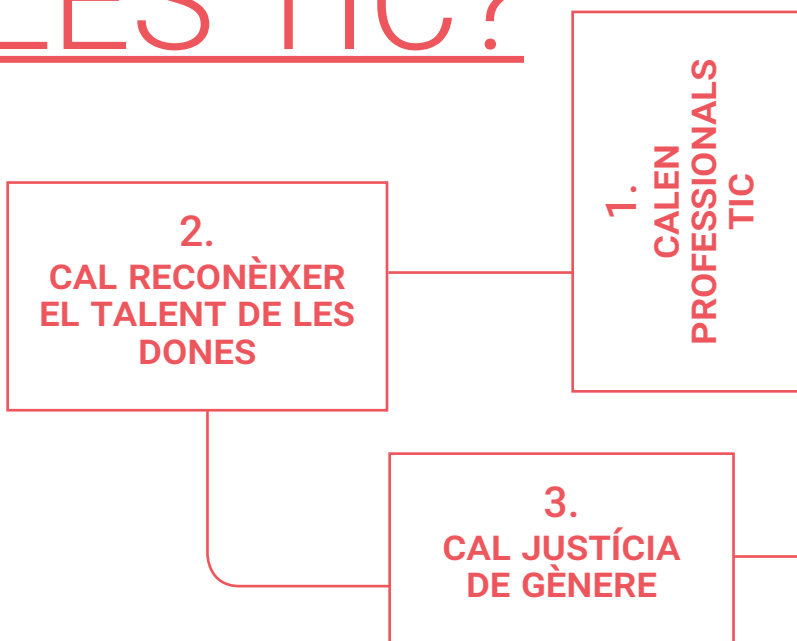 LES TIC?
1.
CALEN
PROFESSIONALS
TIC
2.
CAL RECONÈIXER
EL TALENT DE LES
DONES
3.
CAL JUSTÍCIA
DE GÈNERE